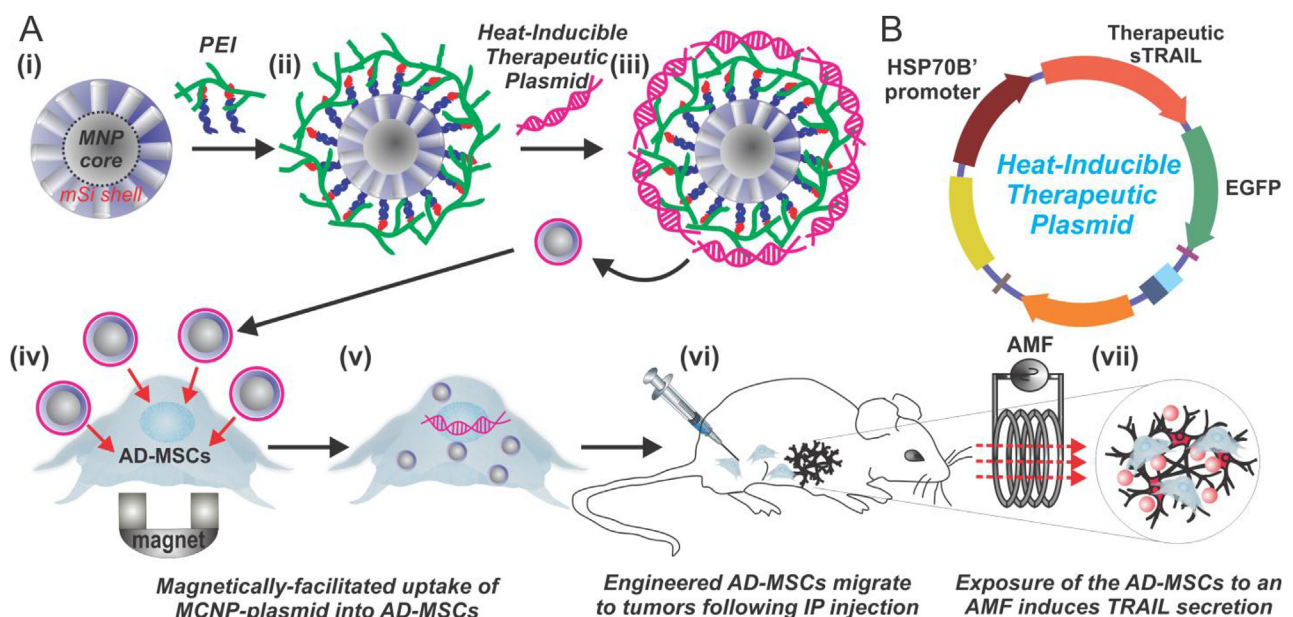 A
(i)
MNP
core
mSi shell
PEI
(ii)
Heat-Inducible
Therapeutic
Plasmid
(iii)
B
HSP70B’
promoter
Therapeutic
sTRAIL
EGFP
Heat-Inducible
Therapeutic
Plasmid
(iv)
AD-MSCs
magnet
(v)
Magnetically-facilitated uptake of
MCNP-plasmid into AD-MSCs
(vi)
Engineered AD-MSCs migrate
to tumors following IP injection
AMF
(vii)
Exposure of the AD-MSCs to an
AMF induces TRAIL secretion